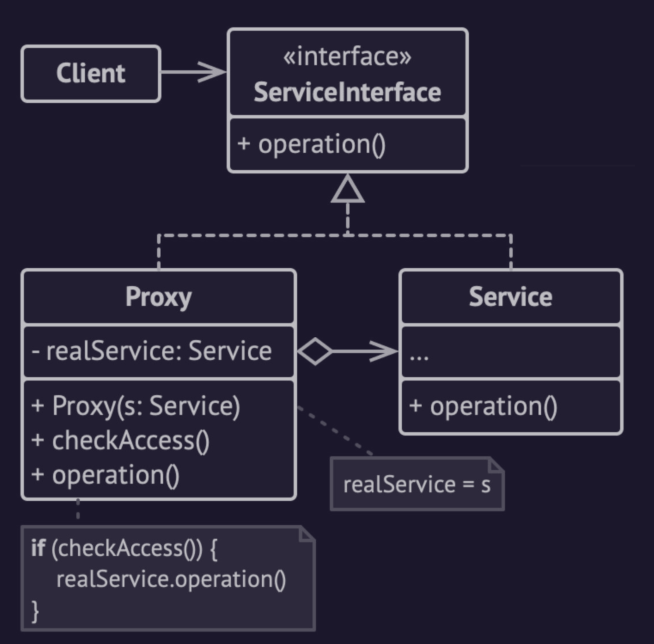 Client
«interface»
ServiceInterface
+ operation()
Proxy
- realService: Service
+ Proxy(s: Service)
+ checkAccess()
+ operation()
Service
...
+ operation()
realService = s
if (checkAccess()) {
realService.operation()
}